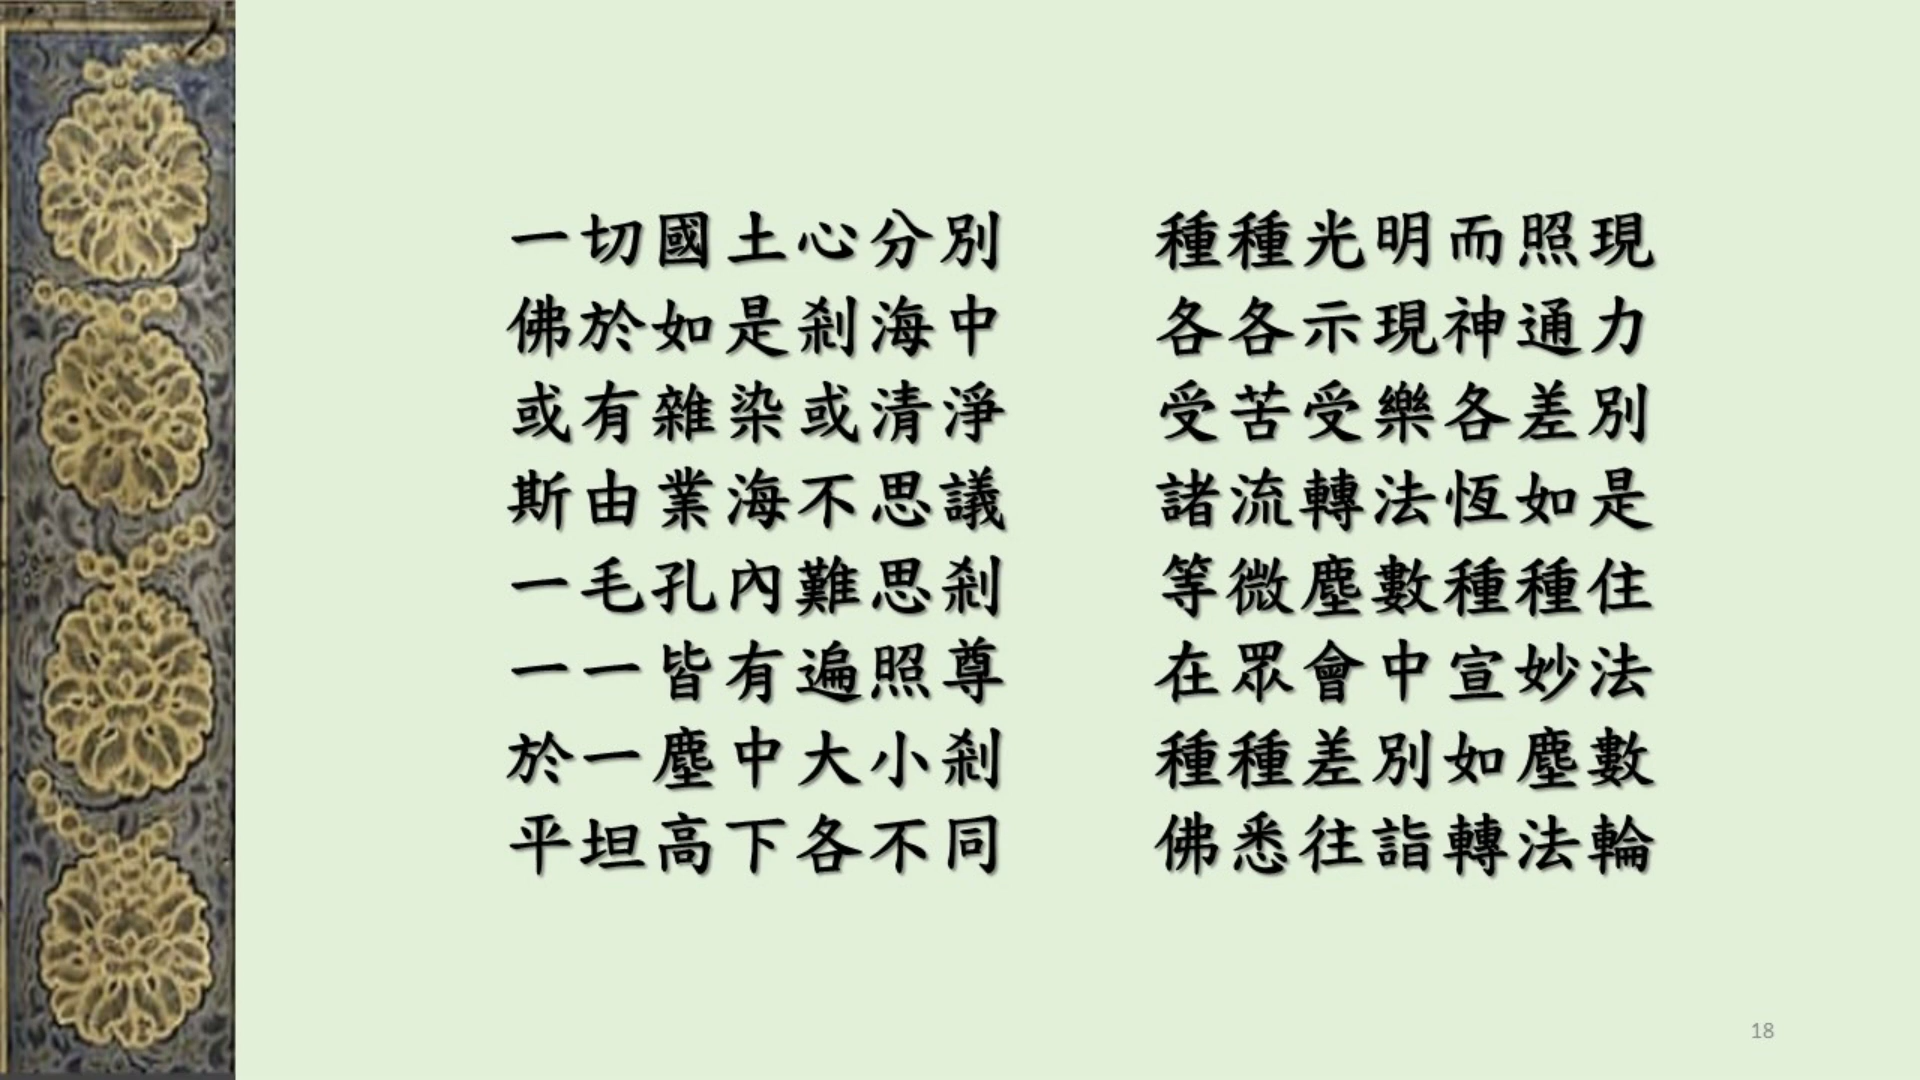 一切國土心分別　　種種光明而照現
佛於如是剎海中　　各各示現神通力
或有雜染或清淨　　受苦受樂各差別
斯由業海不思議　　諸流轉法恆如是
一毛孔內難思剎　　等微塵數種種住
一一皆有遍照尊　　在眾會中宣妙法
於一塵中大小剎　　種種差別如塵數
平坦高下各不同　　佛悉往詣轉法輪
18